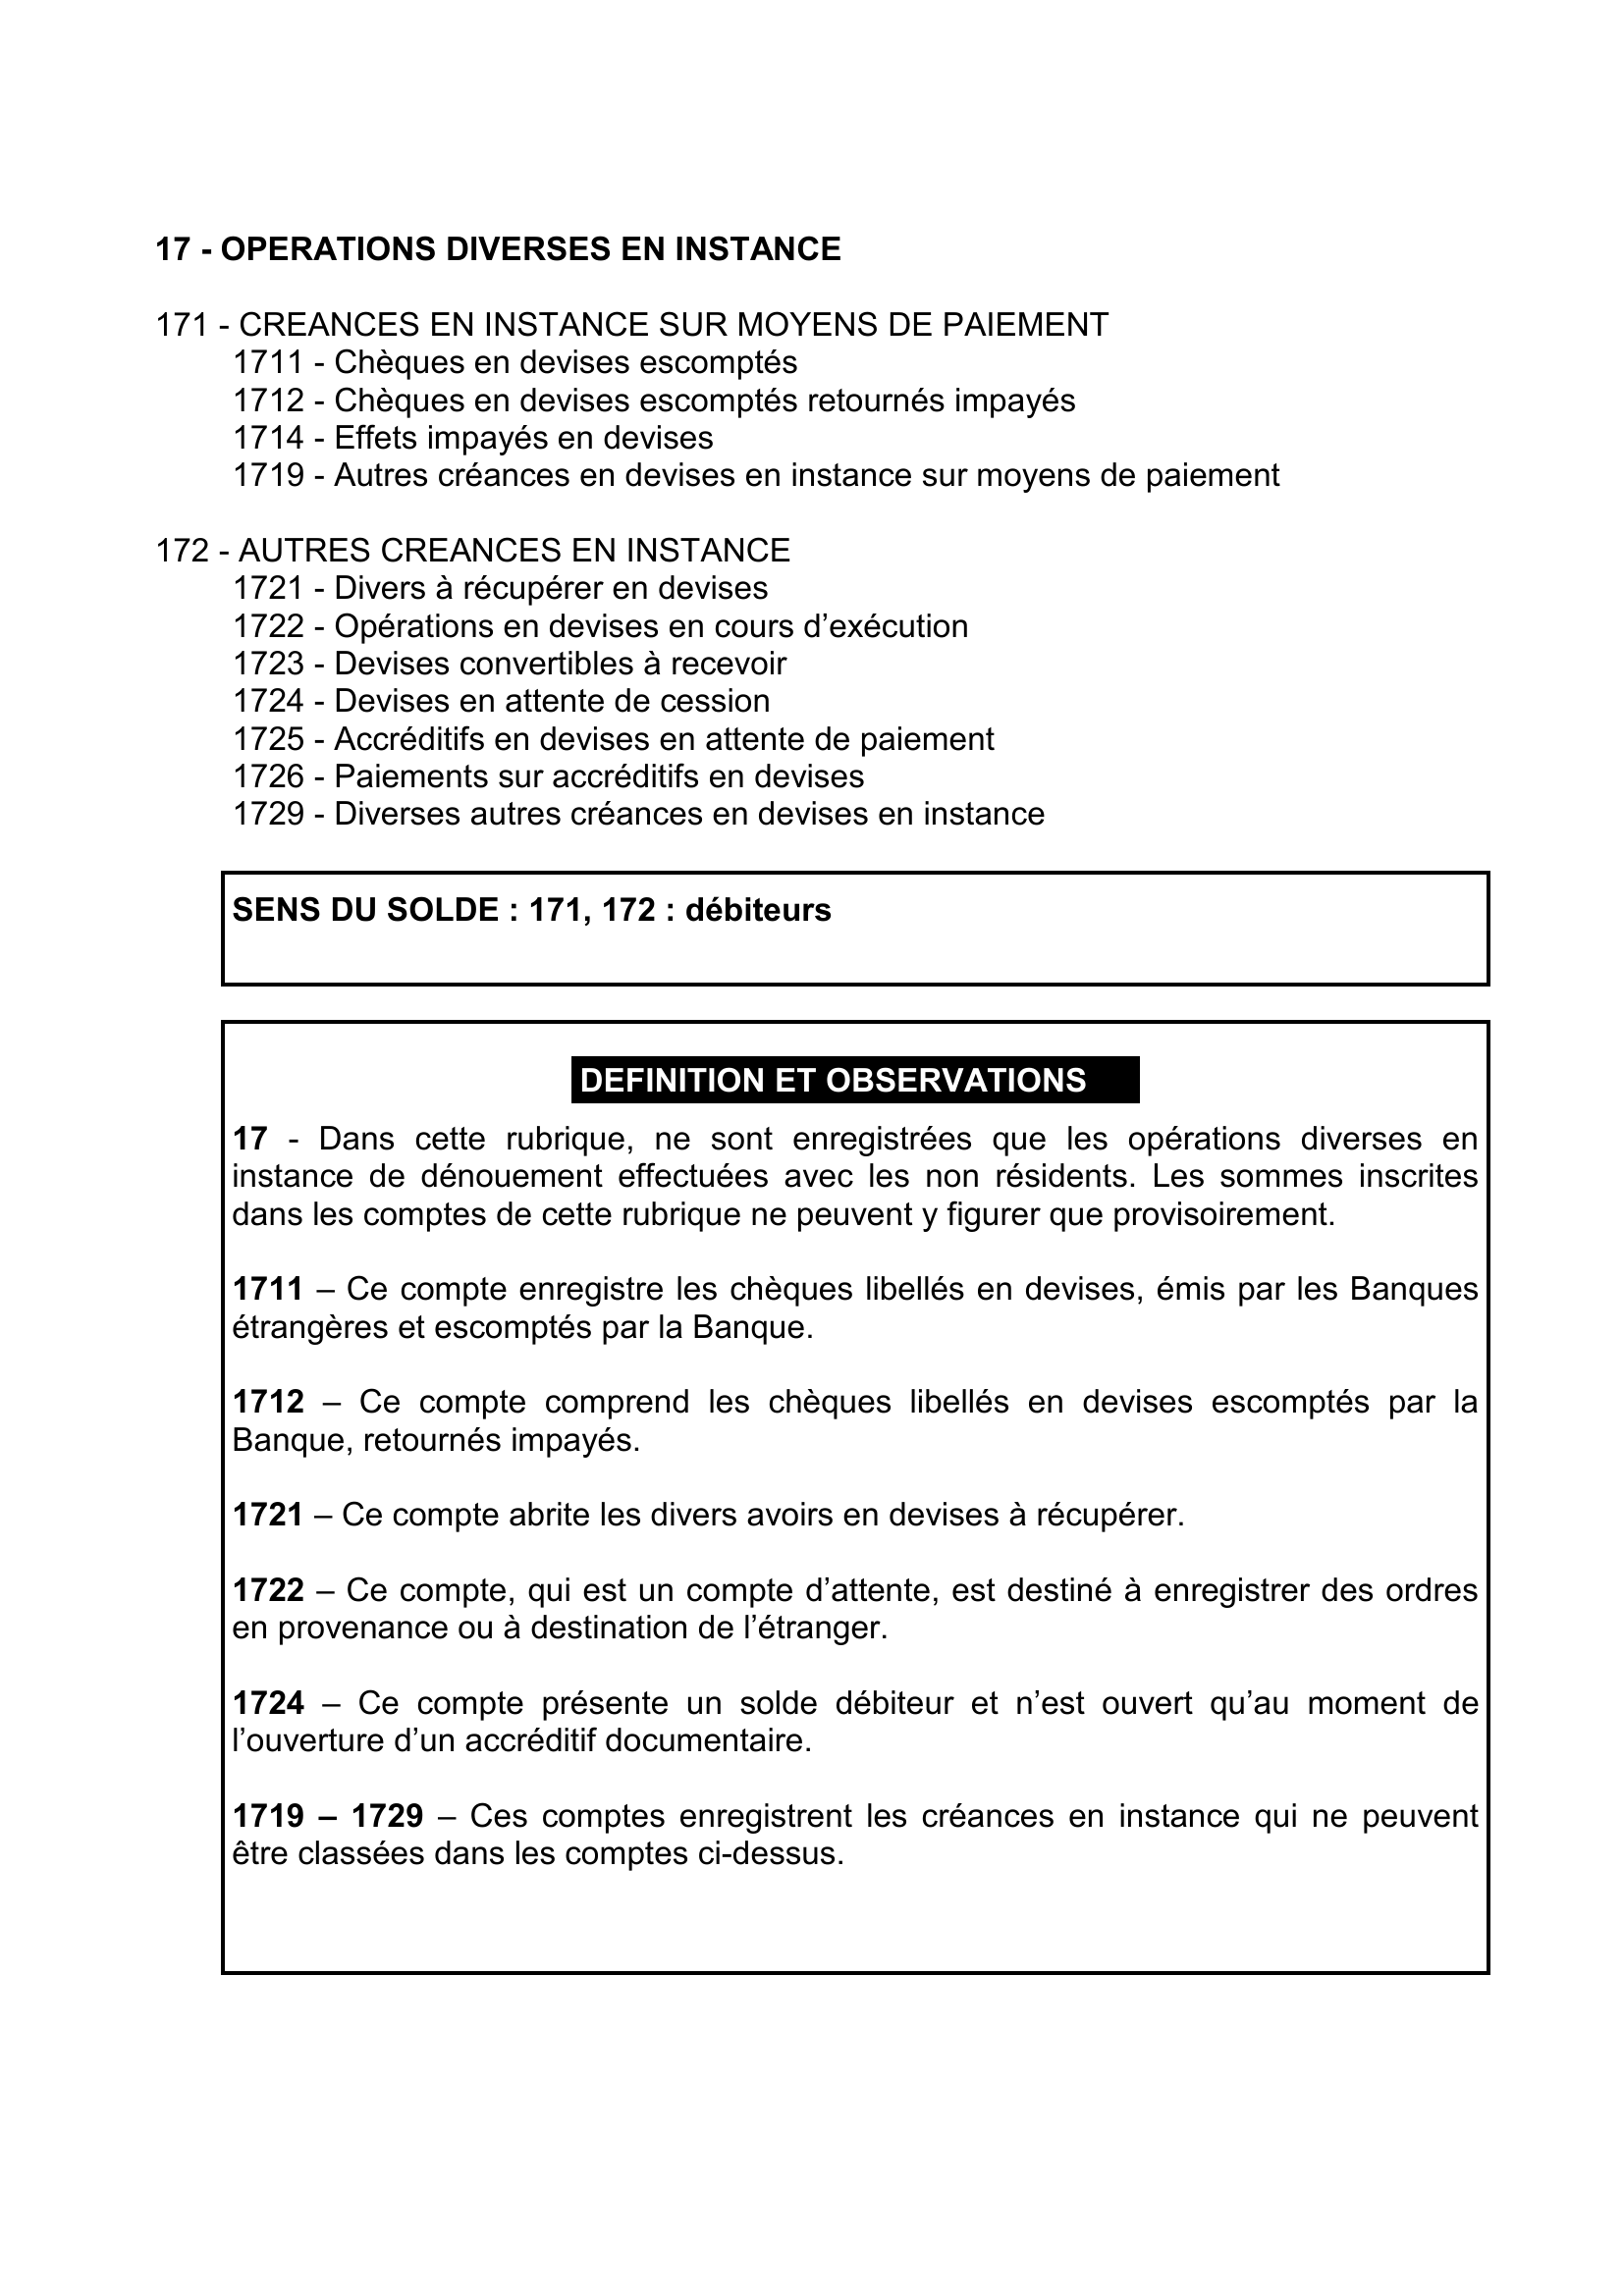 17 - OPERATIONS DIVERSES EN INSTANCE
171 - CREANCES EN INSTANCE SUR MOYENS DE PAIEMENT
1711 - Chèques en devises escomptés
1712 - Chèques en devises escomptés retournés impayés
1714 - Effets impayés en devises
1719 - Autres créances en devises en instance sur moyens de paiement
172 - AUTRES CREANCES EN INSTANCE
1721 - Divers à récupérer en devises
1722 - Opérations en devises en cours d’exécution
1723 - Devises convertibles à recevoir
1724 - Devises en attente de cession
1725 - Accréditifs en devises en attente de paiement
1726 - Paiements sur accréditifs en devises
1729 - Diverses autres créances en devises en instance
SENS DU SOLDE : 171, 172 : débiteurs
DEFINITION ET OBSERVATIONS
17 - Dans cette rubrique, ne sont enregistrées que les opérations diverses en
instance de dénouement effectuées avec les non résidents. Les sommes inscrites
dans les comptes de cette rubrique ne peuvent y figurer que provisoirement.
1711 – Ce compte enregistre les chèques libellés en devises, émis par les Banques
étrangères et escomptés par la Banque.
1712 – Ce compte comprend les chèques libellés en devises escomptés par la
Banque, retournés impayés.
1721 – Ce compte abrite les divers avoirs en devises à récupérer.
1722 – Ce compte, qui est un compte d’attente, est destiné à enregistrer des ordres
en provenance ou à destination de l’étranger.
1724 – Ce compte présente un solde débiteur et n’est ouvert qu’au moment de
l’ouverture d’un accréditif documentaire.
1719 – 1729 – Ces comptes enregistrent les créances en instance qui ne peuvent
être classées dans les comptes ci-dessus.